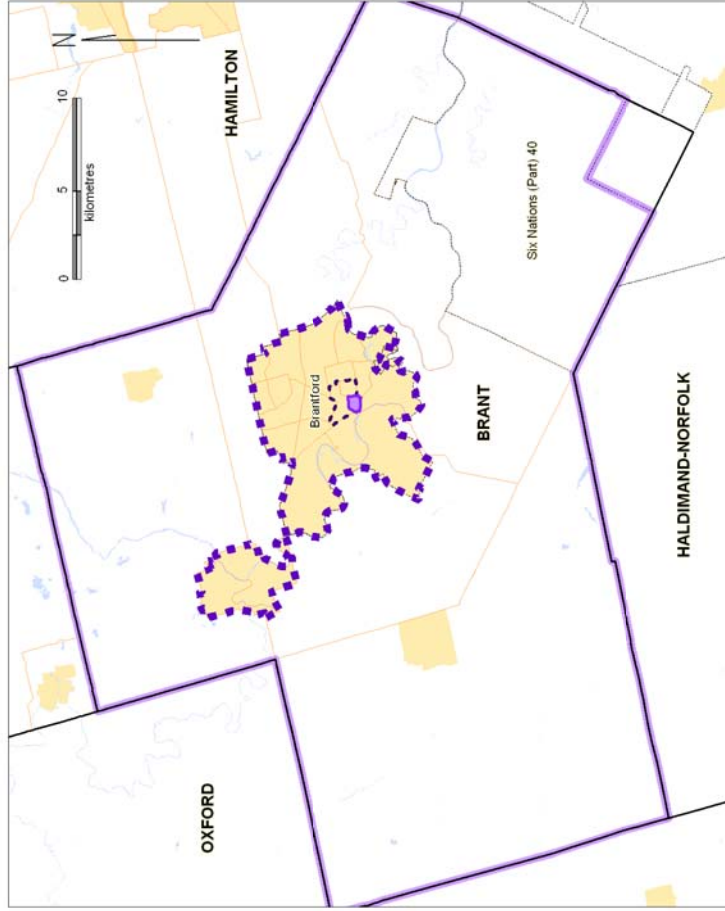 N
0 5 10
kilometres
HAMILTON
OXFORD
Brantford
BRANT
Six Nations (Part) 40
HALDIMAND-NORFOLK